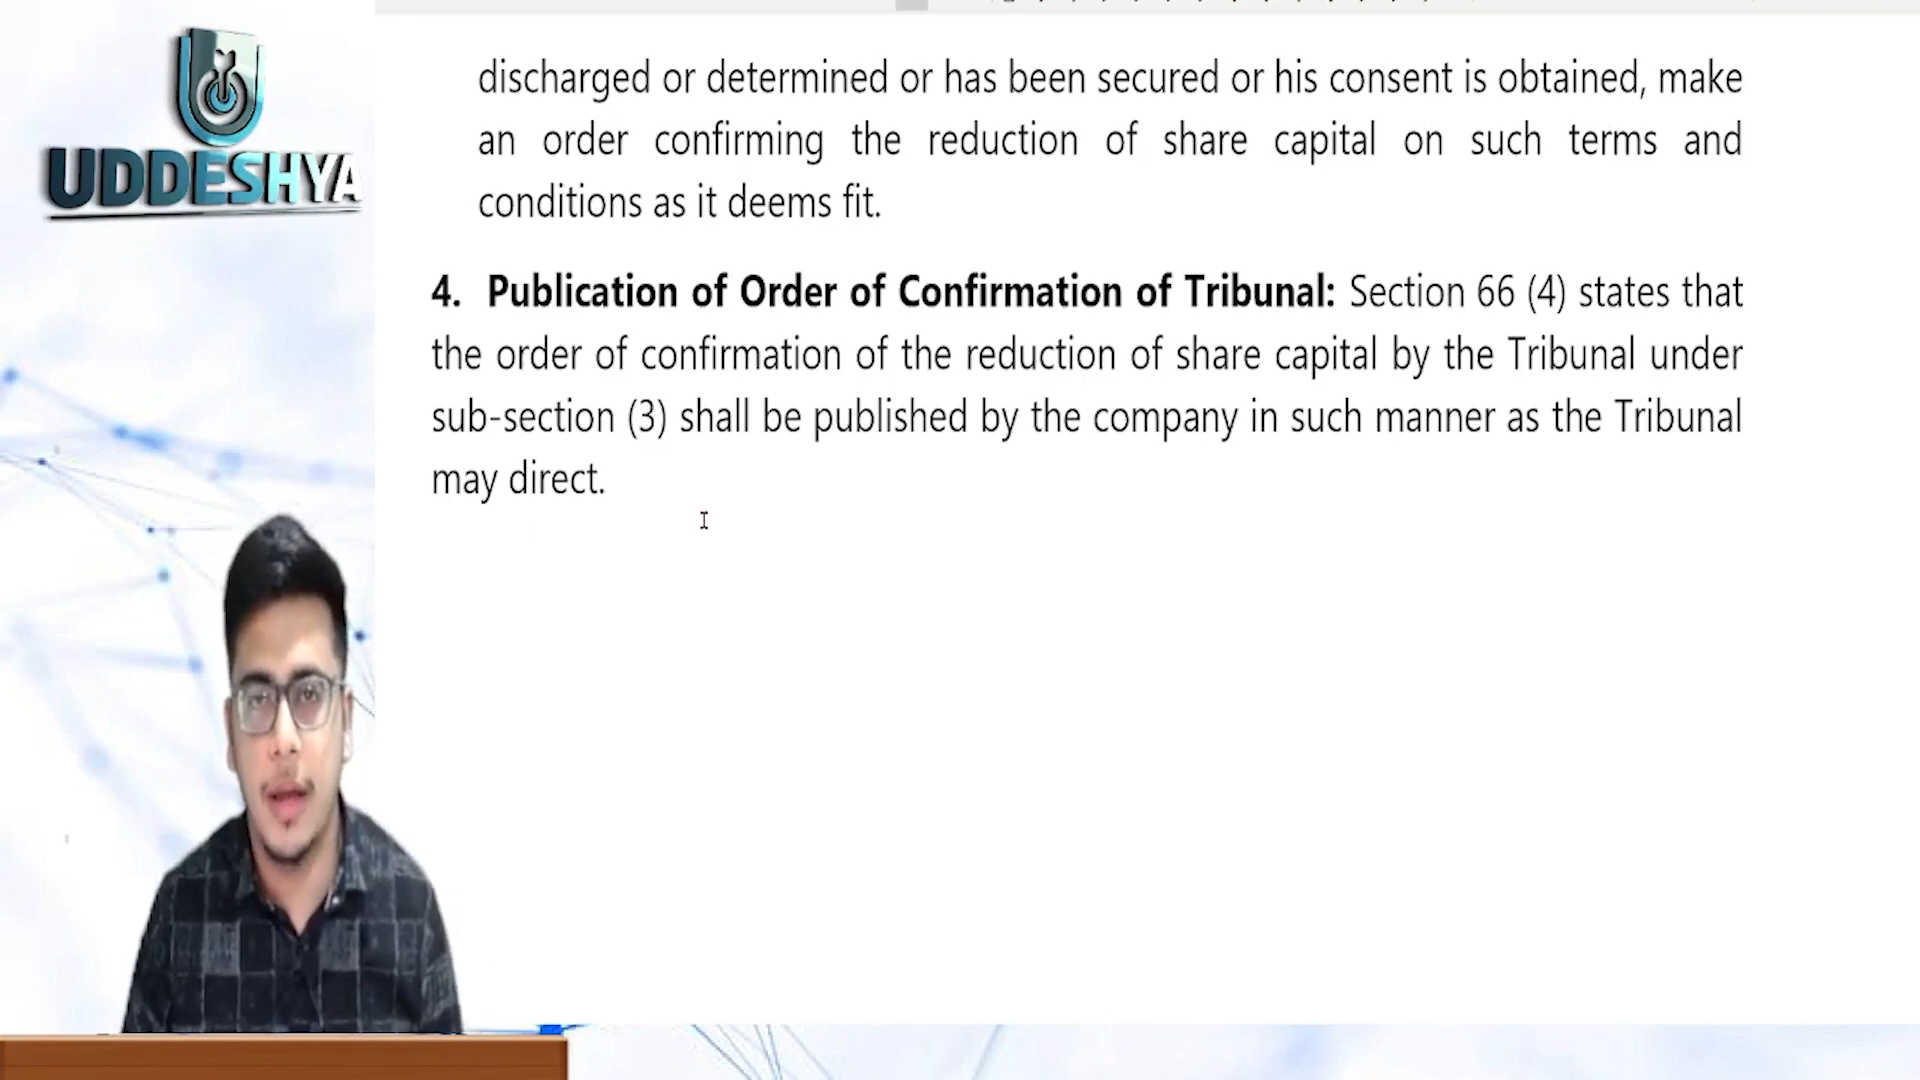 UDDESHYA
discharged or determined or has been secured or his consent is obtained, make
an order confirming the reduction of share capital on such terms and
conditions as it deems fit.
4. Publication of Order of Confirmation of Tribunal: Section 66 (4) states that
the order of confirmation of the reduction of share capital by the Tribunal under
sub-section (3) shall be published by the company in such manner as the Tribunal
may direct.